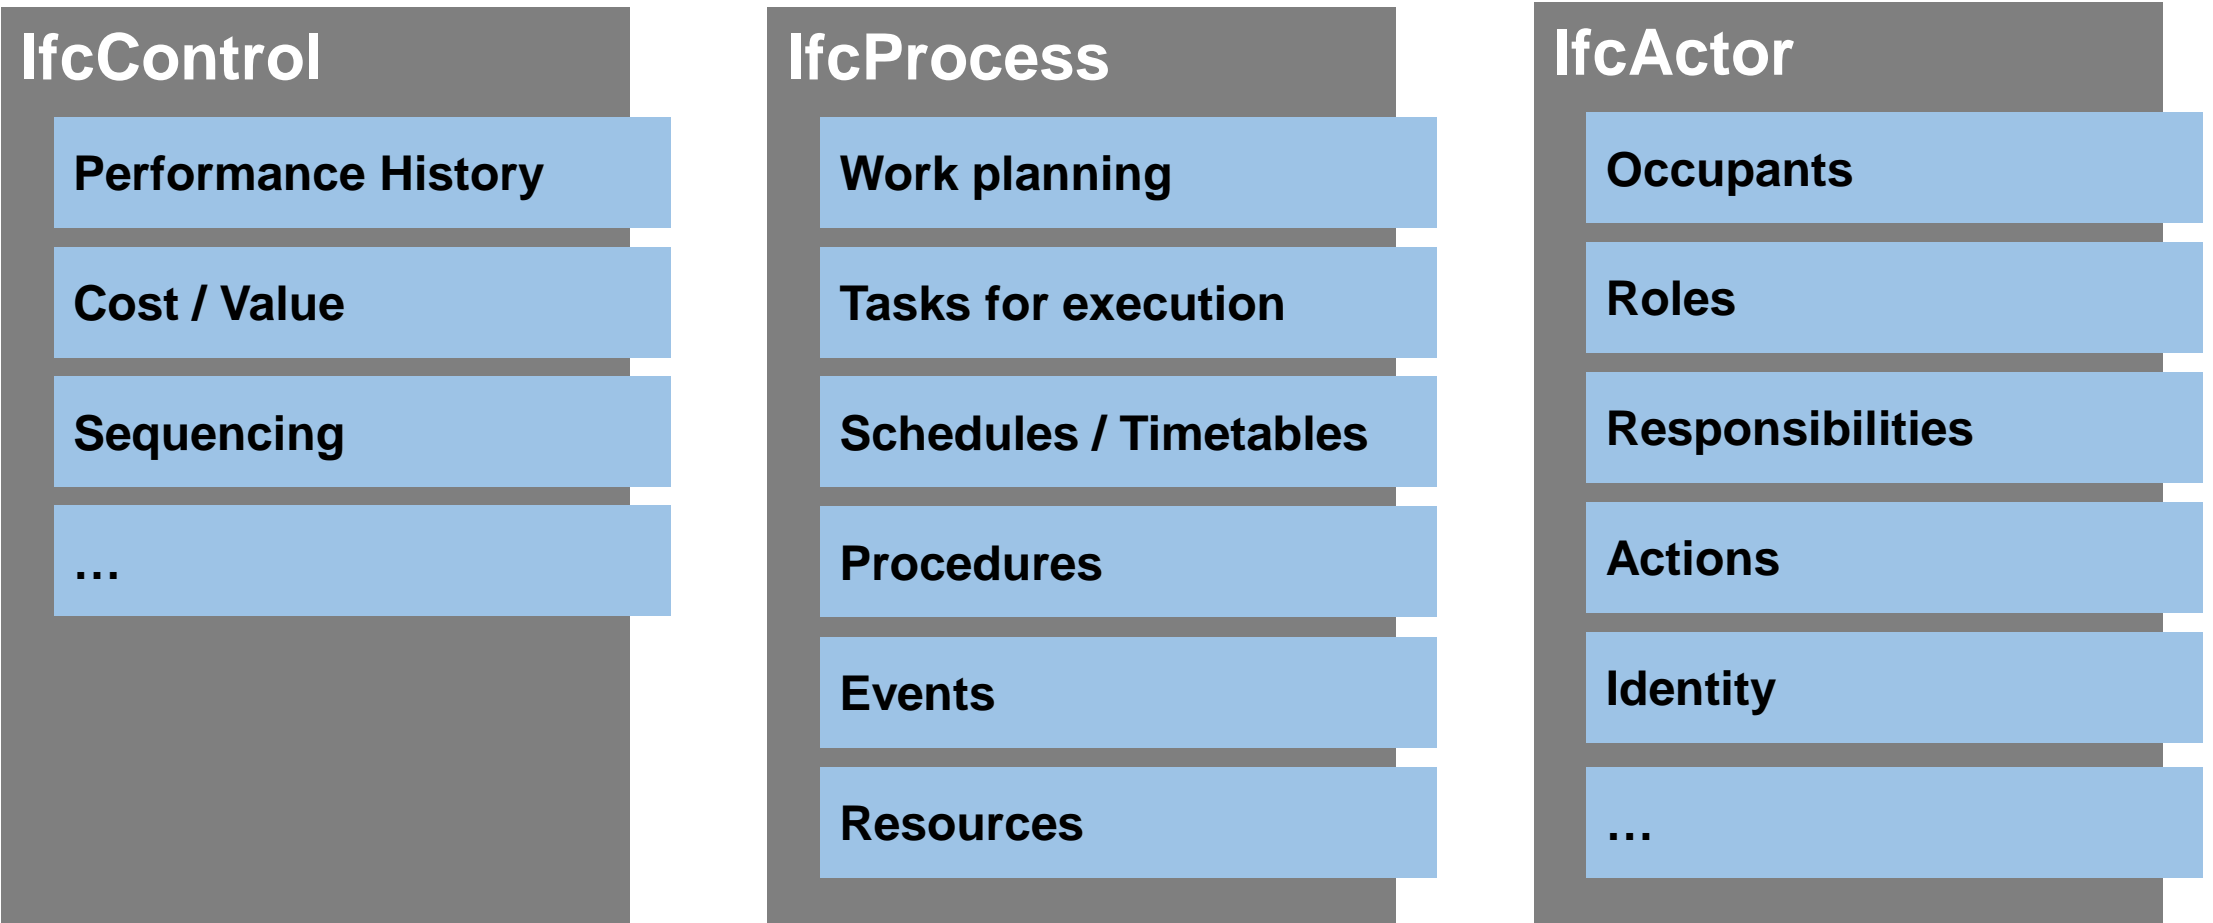 IfcControl
Performance History
Cost / Value
Sequencing
…
IfcProcess
Work planning
Tasks for execution
Schedules / Timetables
Procedures
Events
Resources
IfcActor
Occupants
Roles
Responsibilities
Actions
Identity
…